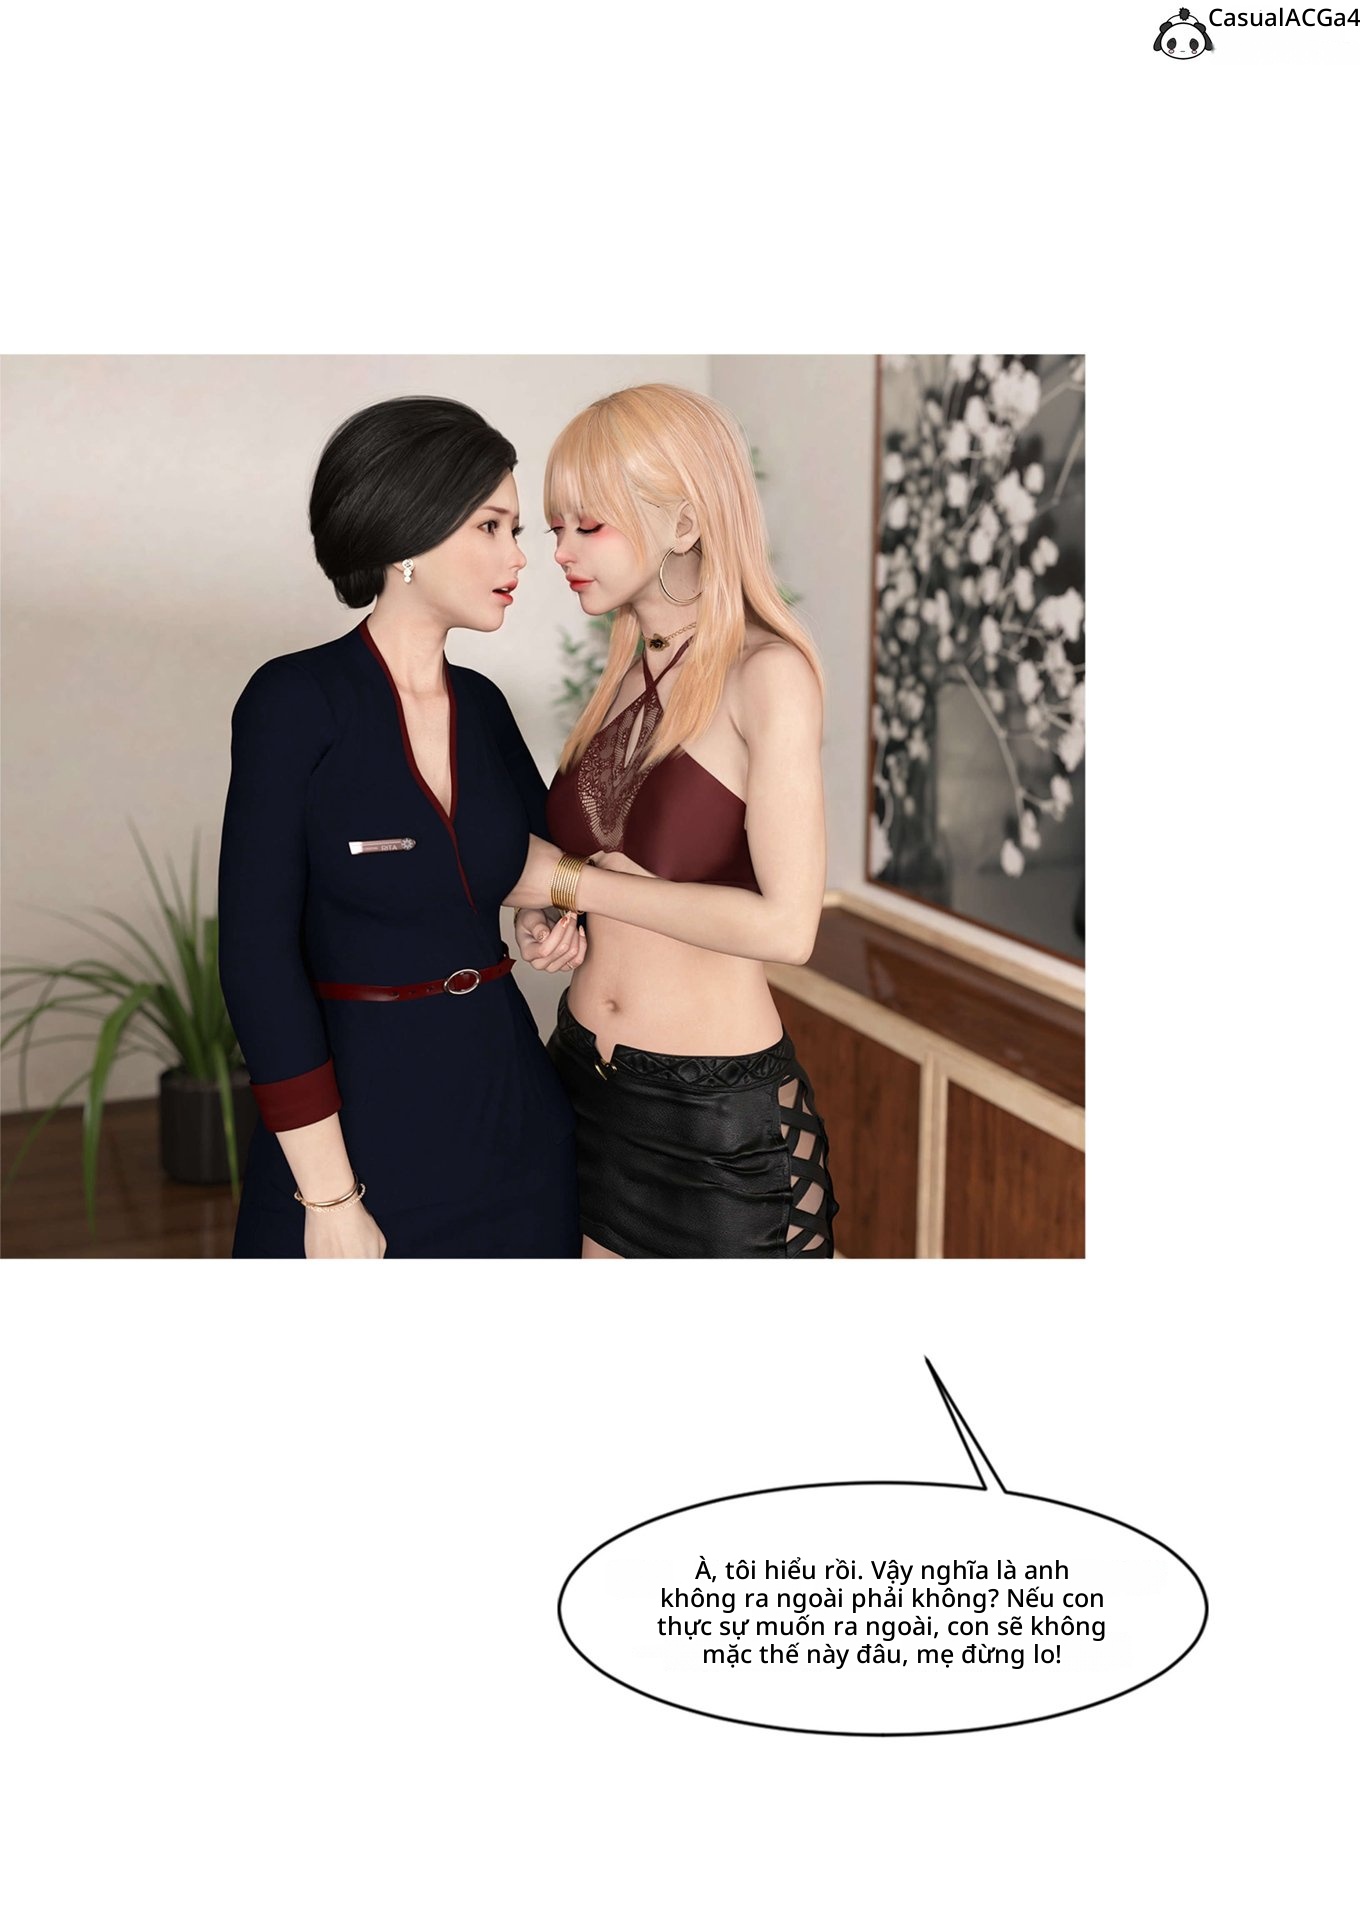 CasualACGa4
RITA
À, tôi hiểu rồi. Vậy nghĩa là anh
không ra ngoài phải không? Nếu con
thực sự muốn ra ngoài, con sẽ không
mặc thế này đâu, mẹ đừng lo!